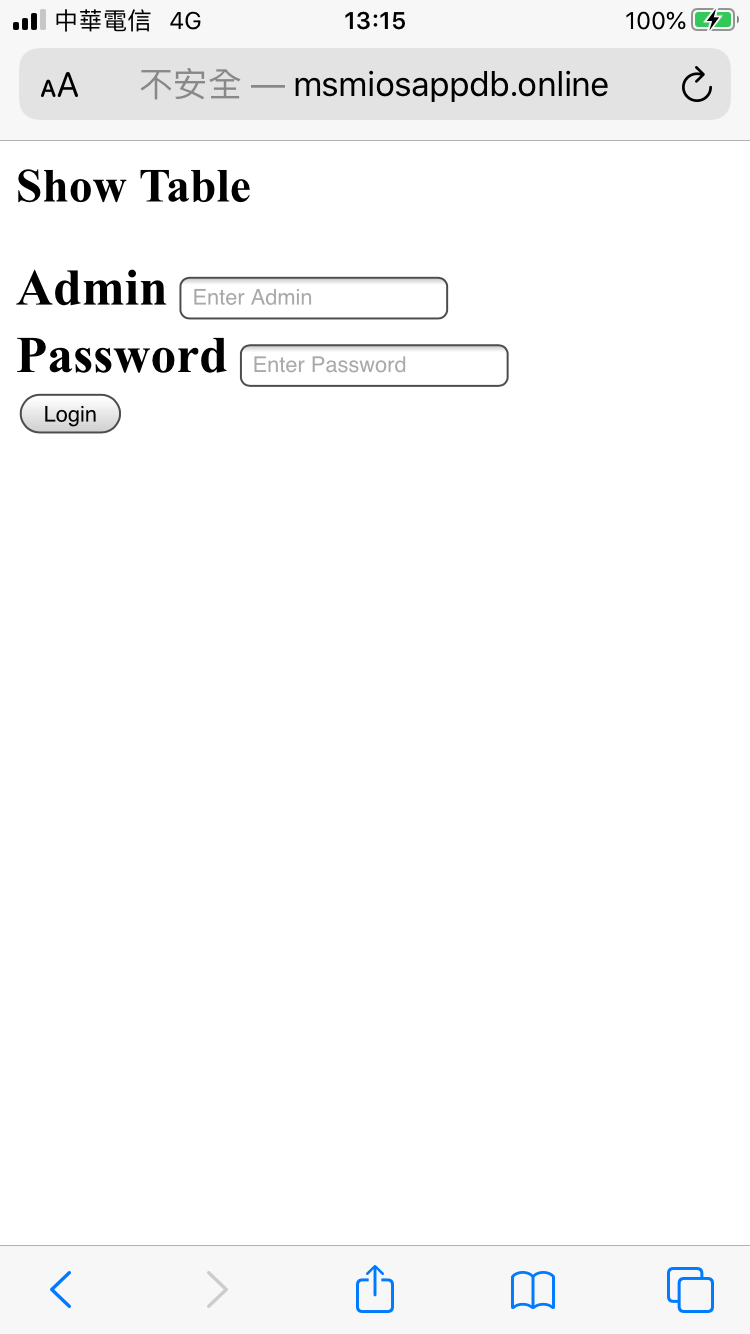 中華電信 4G 13:15 100%
AA 不安全 — msmiosappdb.online
Show Table
Admin Enter Admin
Password Enter Password
Login